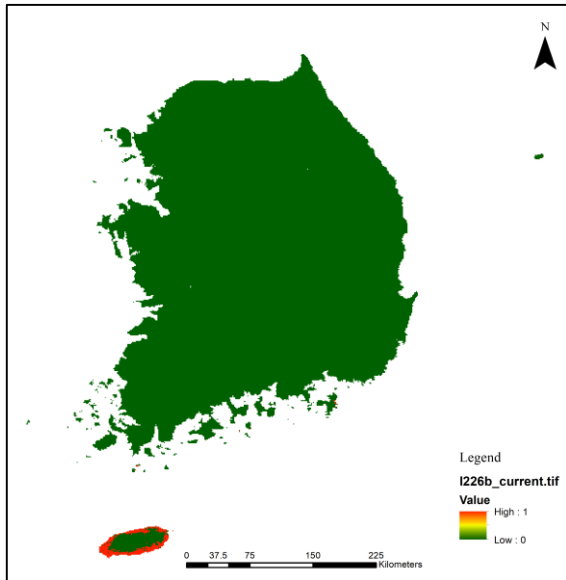 N
Legend
l226b_current.tif
Value
High : 1
Low : 0
0 37.5 75 150 225
Kilometers